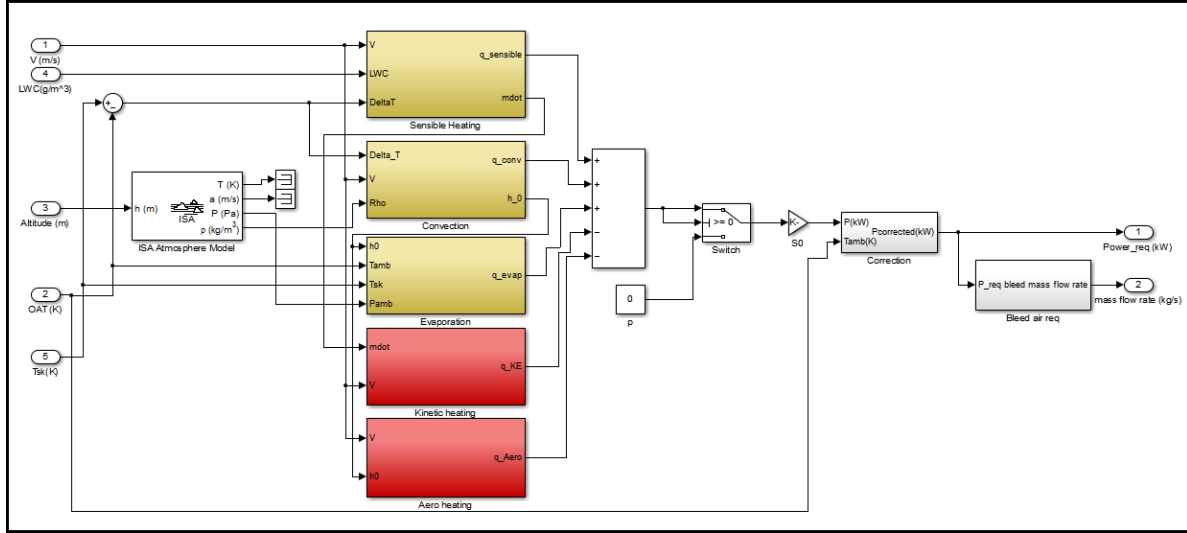 1
V (m/s)
4
LWC(g/m^3)
+
−
3
Altitude (m)
2
OAT (K)
5
Tsk(K)
h (m)
ISA
T (K)
a (m/s)
P (Pa)
ρ (kg/m³)
ISA Atmosphere Model
V
LWC
DeltaT
q_sensible
mdot
Sensible Heating
Delta_T
V
Rho
q_conv
h_0
Convection
h0
Tamb
Tsk
Pamb
q_evap
Evaporation
mdot
V
q_KE
Kinetic heating
V
h0
q_Aero
Aero heating
+
+
+
−
−
0
p
>= 0
Switch
K-
S0
P(kW)
Tamb(K)
Pcorrected(kW)
Correction
1
Power_req (kW)
P_req bleed mass flow rate
Bleed air req
2
mass flow rate (kg/s)